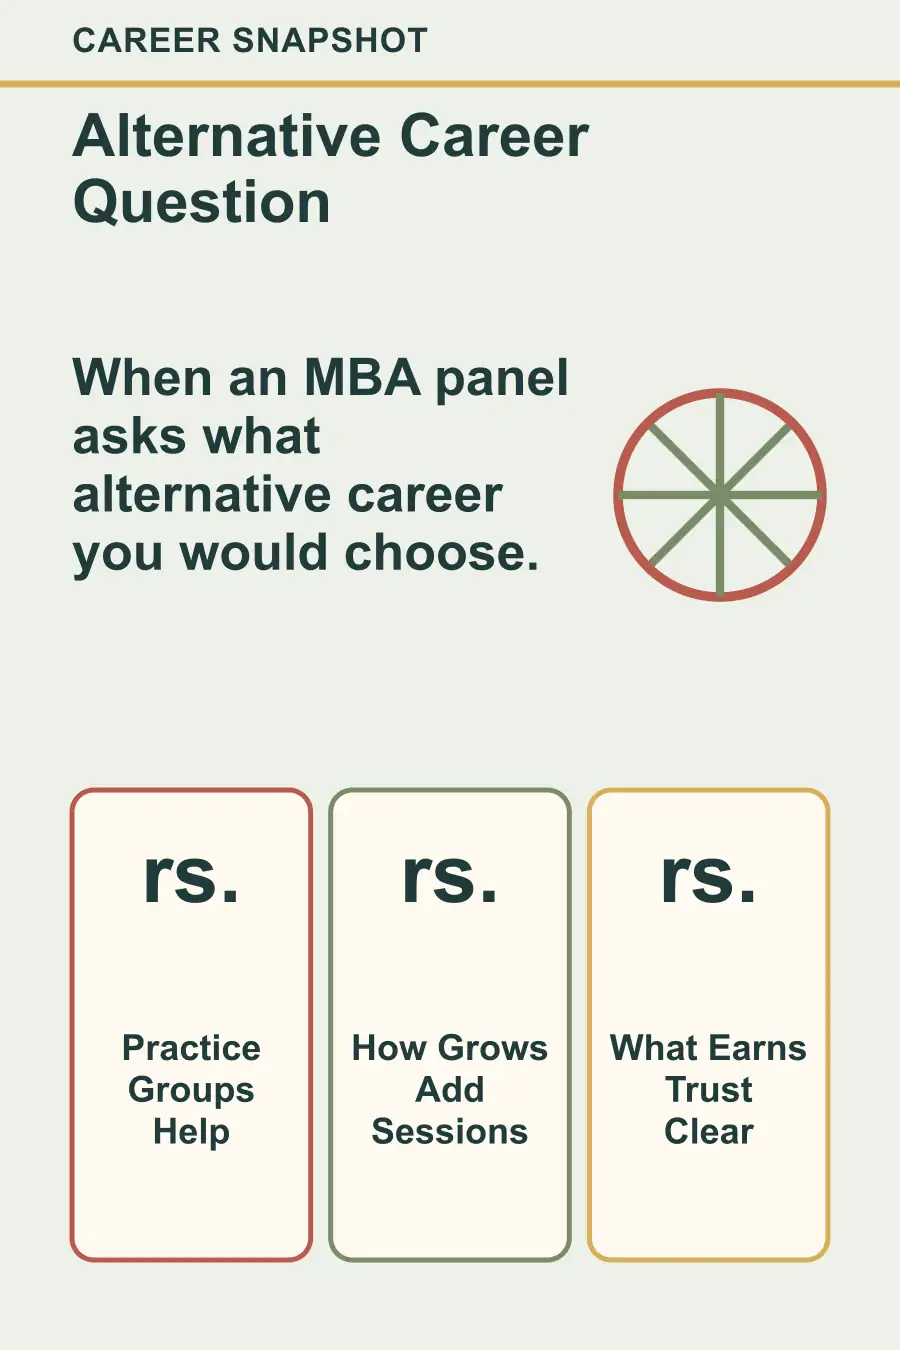 CAREER SNAPSHOT
Alternative Career
Question
When an MBA panel
asks what
alternative career
you would choose.
rs.
Practice
Groups
Help
rs.
How Grows
Add
Sessions
rs.
What Earns
Trust
Clear